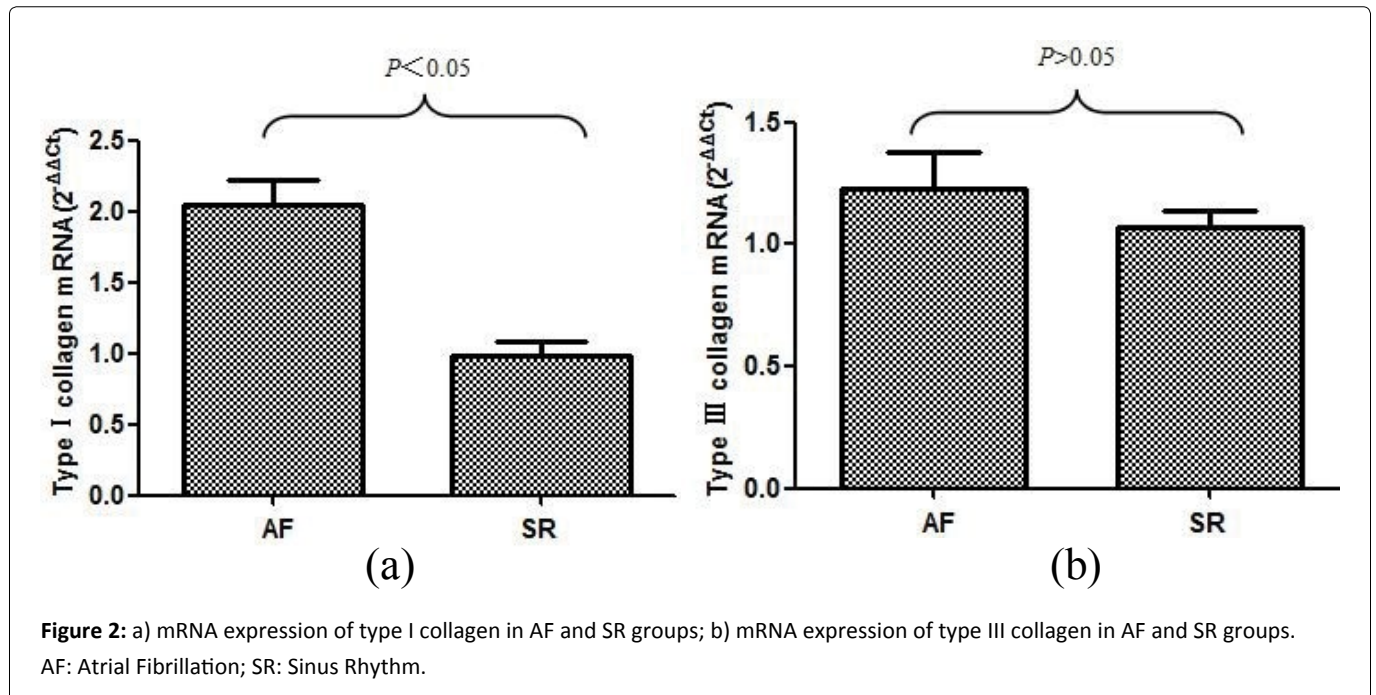 P<0.05
Type I collagen mRNA(2-ΔΔCt)
2.5
2.0
1.5
1.0
0.5
0.0
AF
SR
(a)
P>0.05
Type III collagen mRNA(2-ΔΔCt)
1.5
1.0
0.5
0.0
AF
SR
(b)
Figure 2: a) mRNA expression of type I collagen in AF and SR groups; b) mRNA expression of type III collagen in AF and SR groups.
AF: Atrial Fibrillation; SR: Sinus Rhythm.